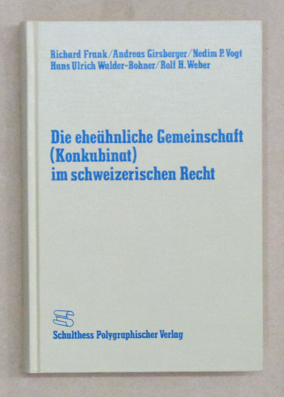 Richard Frank/Andreas Girsberger/Nedim P. Vogt
Hans Ulrich Walder-Bohner/Rolf H. Weber
Die eheähnliche Gemeinschaft
(Konkubinat)
im schweizerischen Recht
Schulthess Polygraphischer Verlag